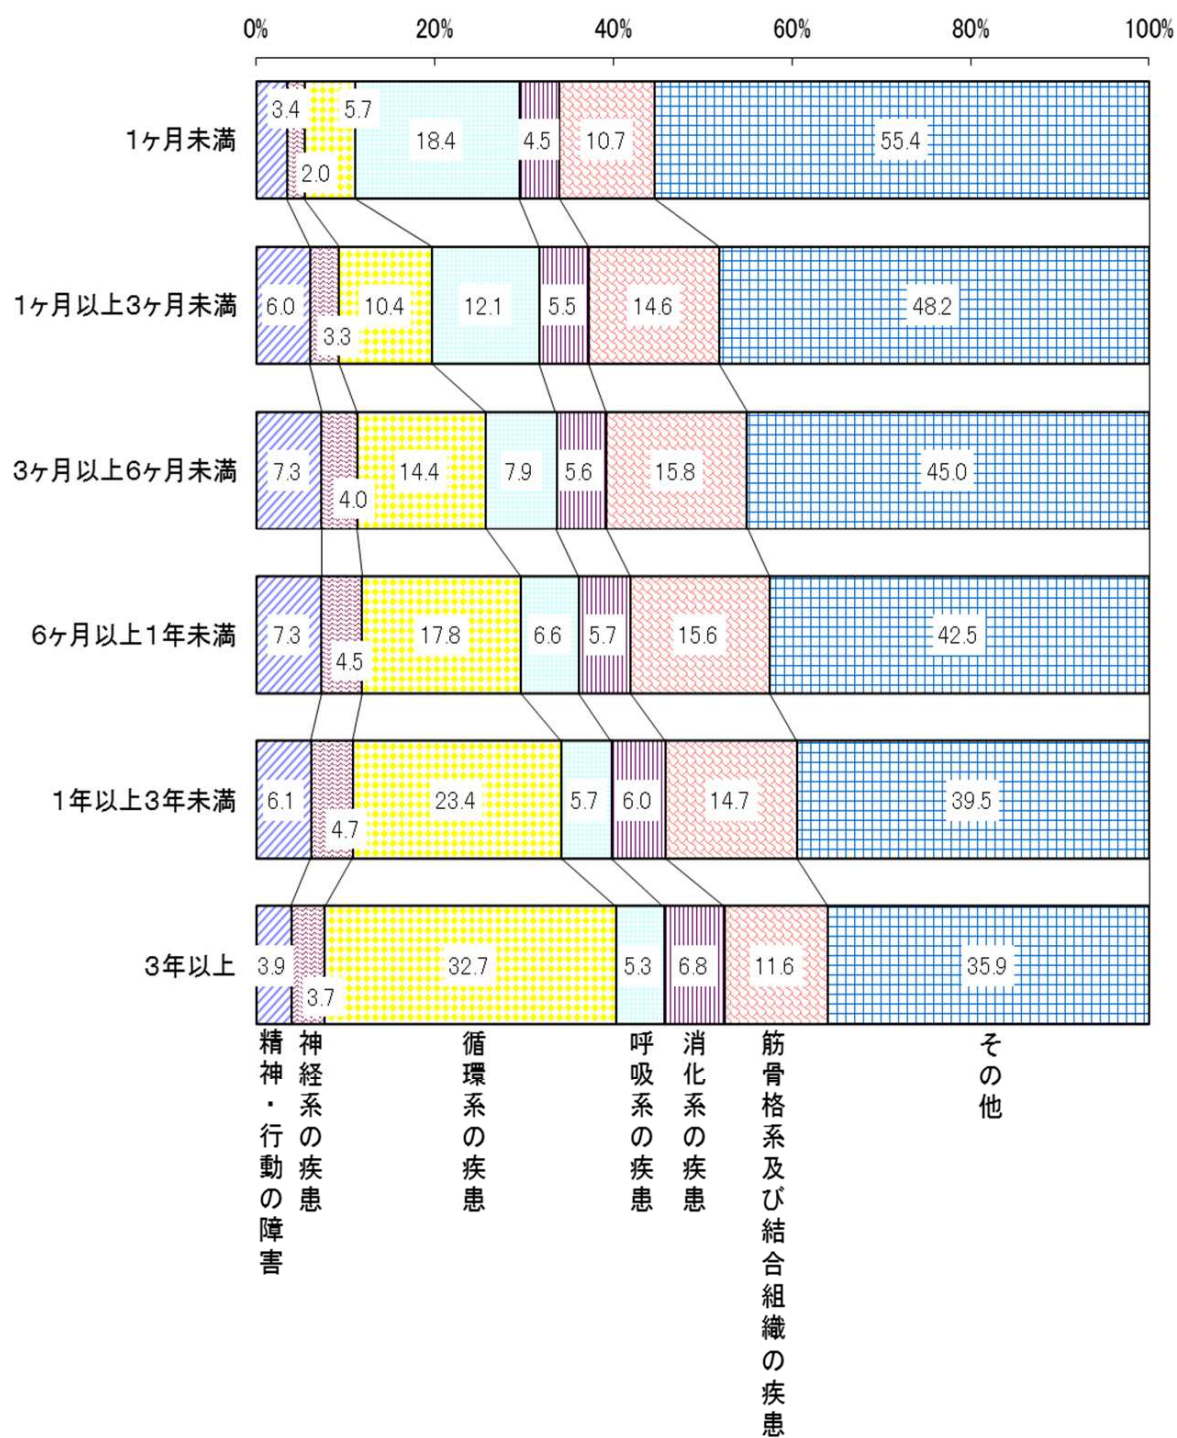 0% 20% 40% 60% 80% 100%
1ヶ月未満 3.4 2.0 5.7 18.4 4.5 10.7 55.4
1ヶ月以上3ヶ月未満 6.0 3.3 10.4 12.1 5.5 14.6 48.2
3ヶ月以上6ヶ月未満 7.3 4.0 14.4 7.9 5.6 15.8 45.0
6ヶ月以上1年未満 7.3 4.5 17.8 6.6 5.7 15.6 42.5
1年以上3年未満 6.1 4.7 23.4 5.7 6.0 14.7 39.5
3年以上 3.9 3.7 32.7 5.3 6.8 11.6 35.9
精神・行動の障害
神経系の疾患
循環系の疾患
呼吸系の疾患
消化系の疾患
筋骨格系及び結合組織の疾患
その他